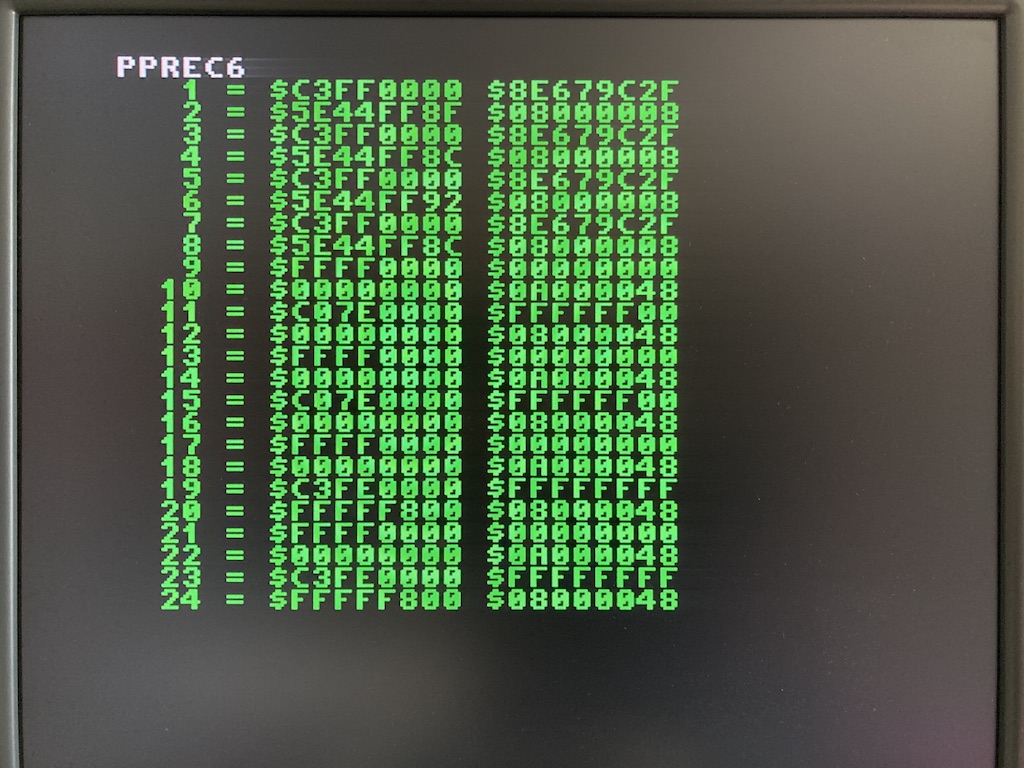 PPREC6
1 = $C3FF0000 $8E679C2F
2 = $5E44FF8F $08000008
3 = $C3FF0000 $8E679C2F
4 = $5E44FF8C $08000008
5 = $C3FF0000 $8E679C2F
6 = $5E44FF92 $08000008
7 = $C3FF0000 $8E679C2F
8 = $5E44FF8C $08000008
9 = $FFFF0000 $00000000
10 = $00000000 $0A000048
11 = $C07E0000 $FFFFFF00
12 = $00000000 $08000048
13 = $FFFF0000 $00000000
14 = $00000000 $0A000048
15 = $C07E0000 $FFFFFF00
16 = $00000000 $08000048
17 = $FFFF0000 $00000000
18 = $00000000 $0A000048
19 = $C3FE0000 $FFFFFFFF
20 = $FFFFF800 $08000048
21 = $FFFF0000 $00000000
22 = $00000000 $0A000048
23 = $C3FE0000 $FFFFFFFF
24 = $FFFFF800 $08000048